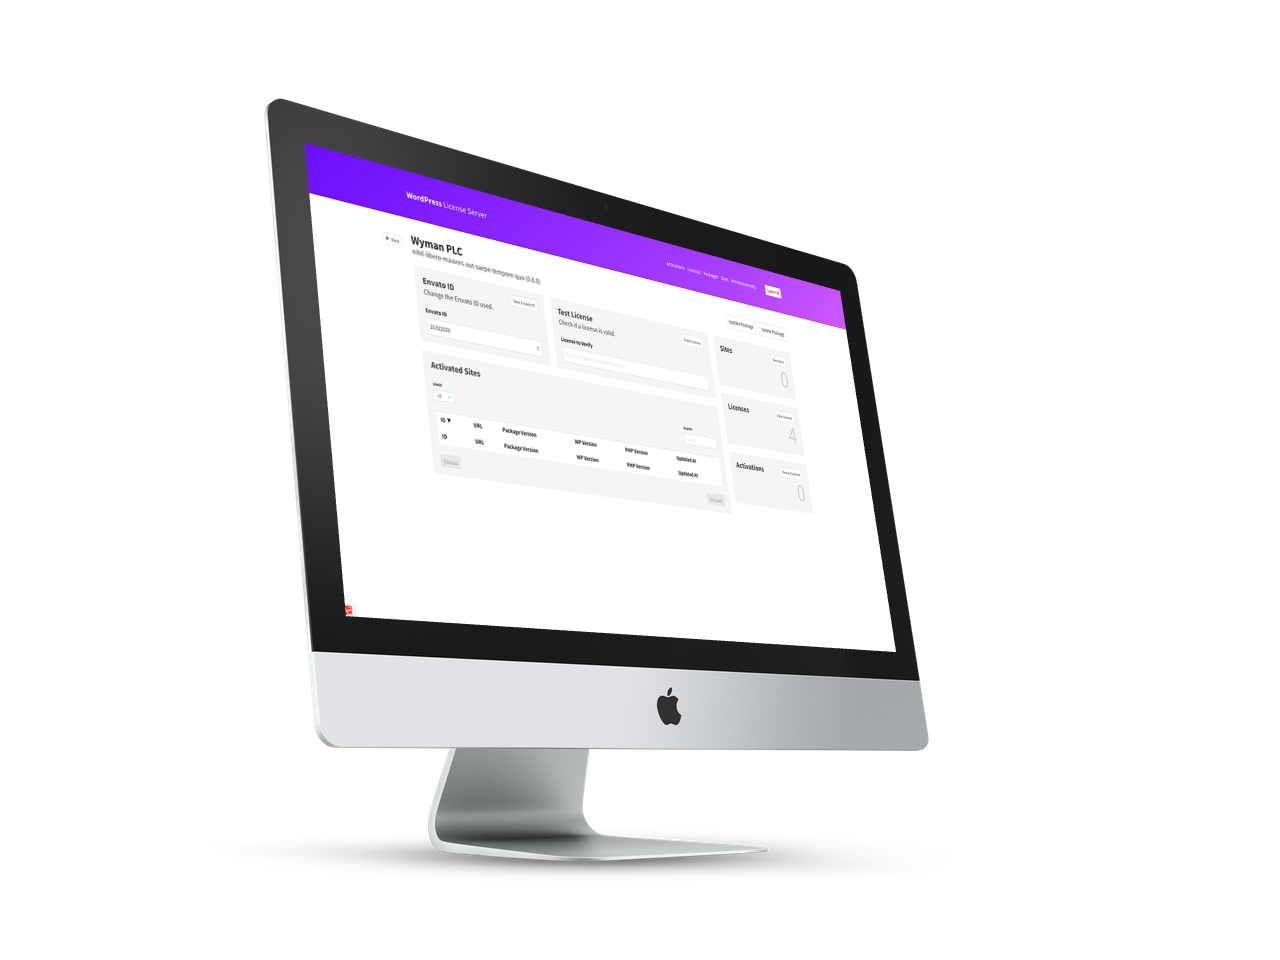 WordPress License Server
Activations Licenses Packages Sites Announcements
Back
Wyman PLC
nihil-libero-maiores-aut-saepe-tempore-quo (0.0.0)
Update Package
Delete Package
Envato ID
Save Envato ID
Change the Envato ID used.
Envato ID
Test License
Check License
Check if a license is valid.
License to Verify
Sites
View Sites
0
Activated Sites
Limit
10
Search
Licenses
View Licenses
4
ID ▼ URL Package Version WP Version PHP Version Updated At
ID URL Package Version WP Version PHP Version Updated At
Activations
View Activations
0
Previous
Next page